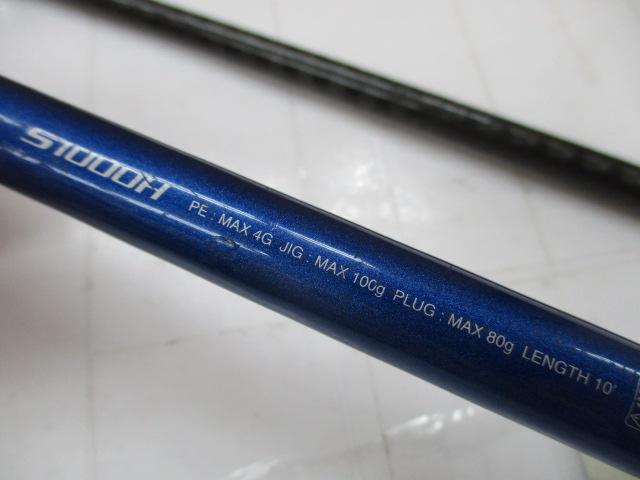 S1000H PE : MAX 4G JIG : MAX 100g PLUG : MAX 80g LENGTH 10'